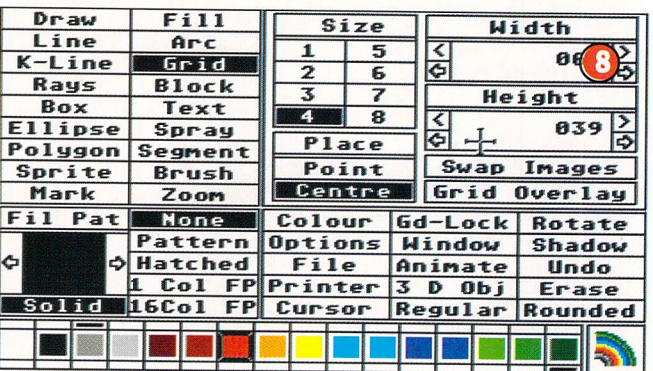 Draw Fill
Line Arc
K-Line Grid
Rays Block
Box Text
Ellipse Spray
Polygon Segment
Sprite Brush
Mark Zoom
Size
1 5
2 6
3 7
4 8
Place
Point
Centre
Width
8
Height
039
Swap Images
Grid Overlay
Fil Pat
Solid
None
Pattern
Hatched
1 Col FP
16Col FP
Colour Gd-Lock Rotate
Options Window Shadow
File Animate Undo
Printer 3 D Obj Erase
Cursor Regular Rounded